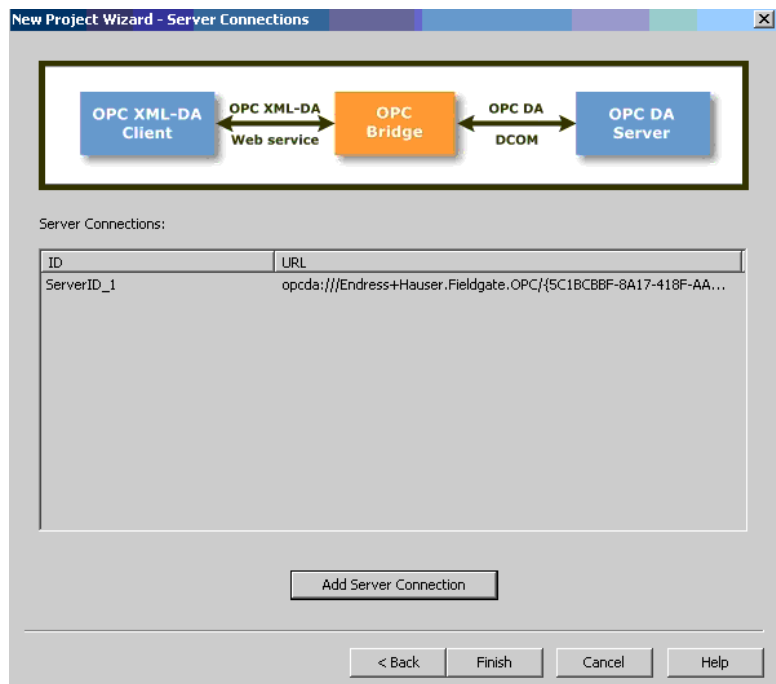 New Project Wizard - Server Connections
OPC XML-DA
Client
OPC XML-DA
Web service
OPC
Bridge
OPC DA
DCOM
OPC DA
Server
Server Connections:
ID URL
ServerID_1 opcda:///Endress+Hauser.Fieldgate.OPC/{5C1BCBBF-8A17-418F-AA...
Add Server Connection
< Back Finish Cancel Help